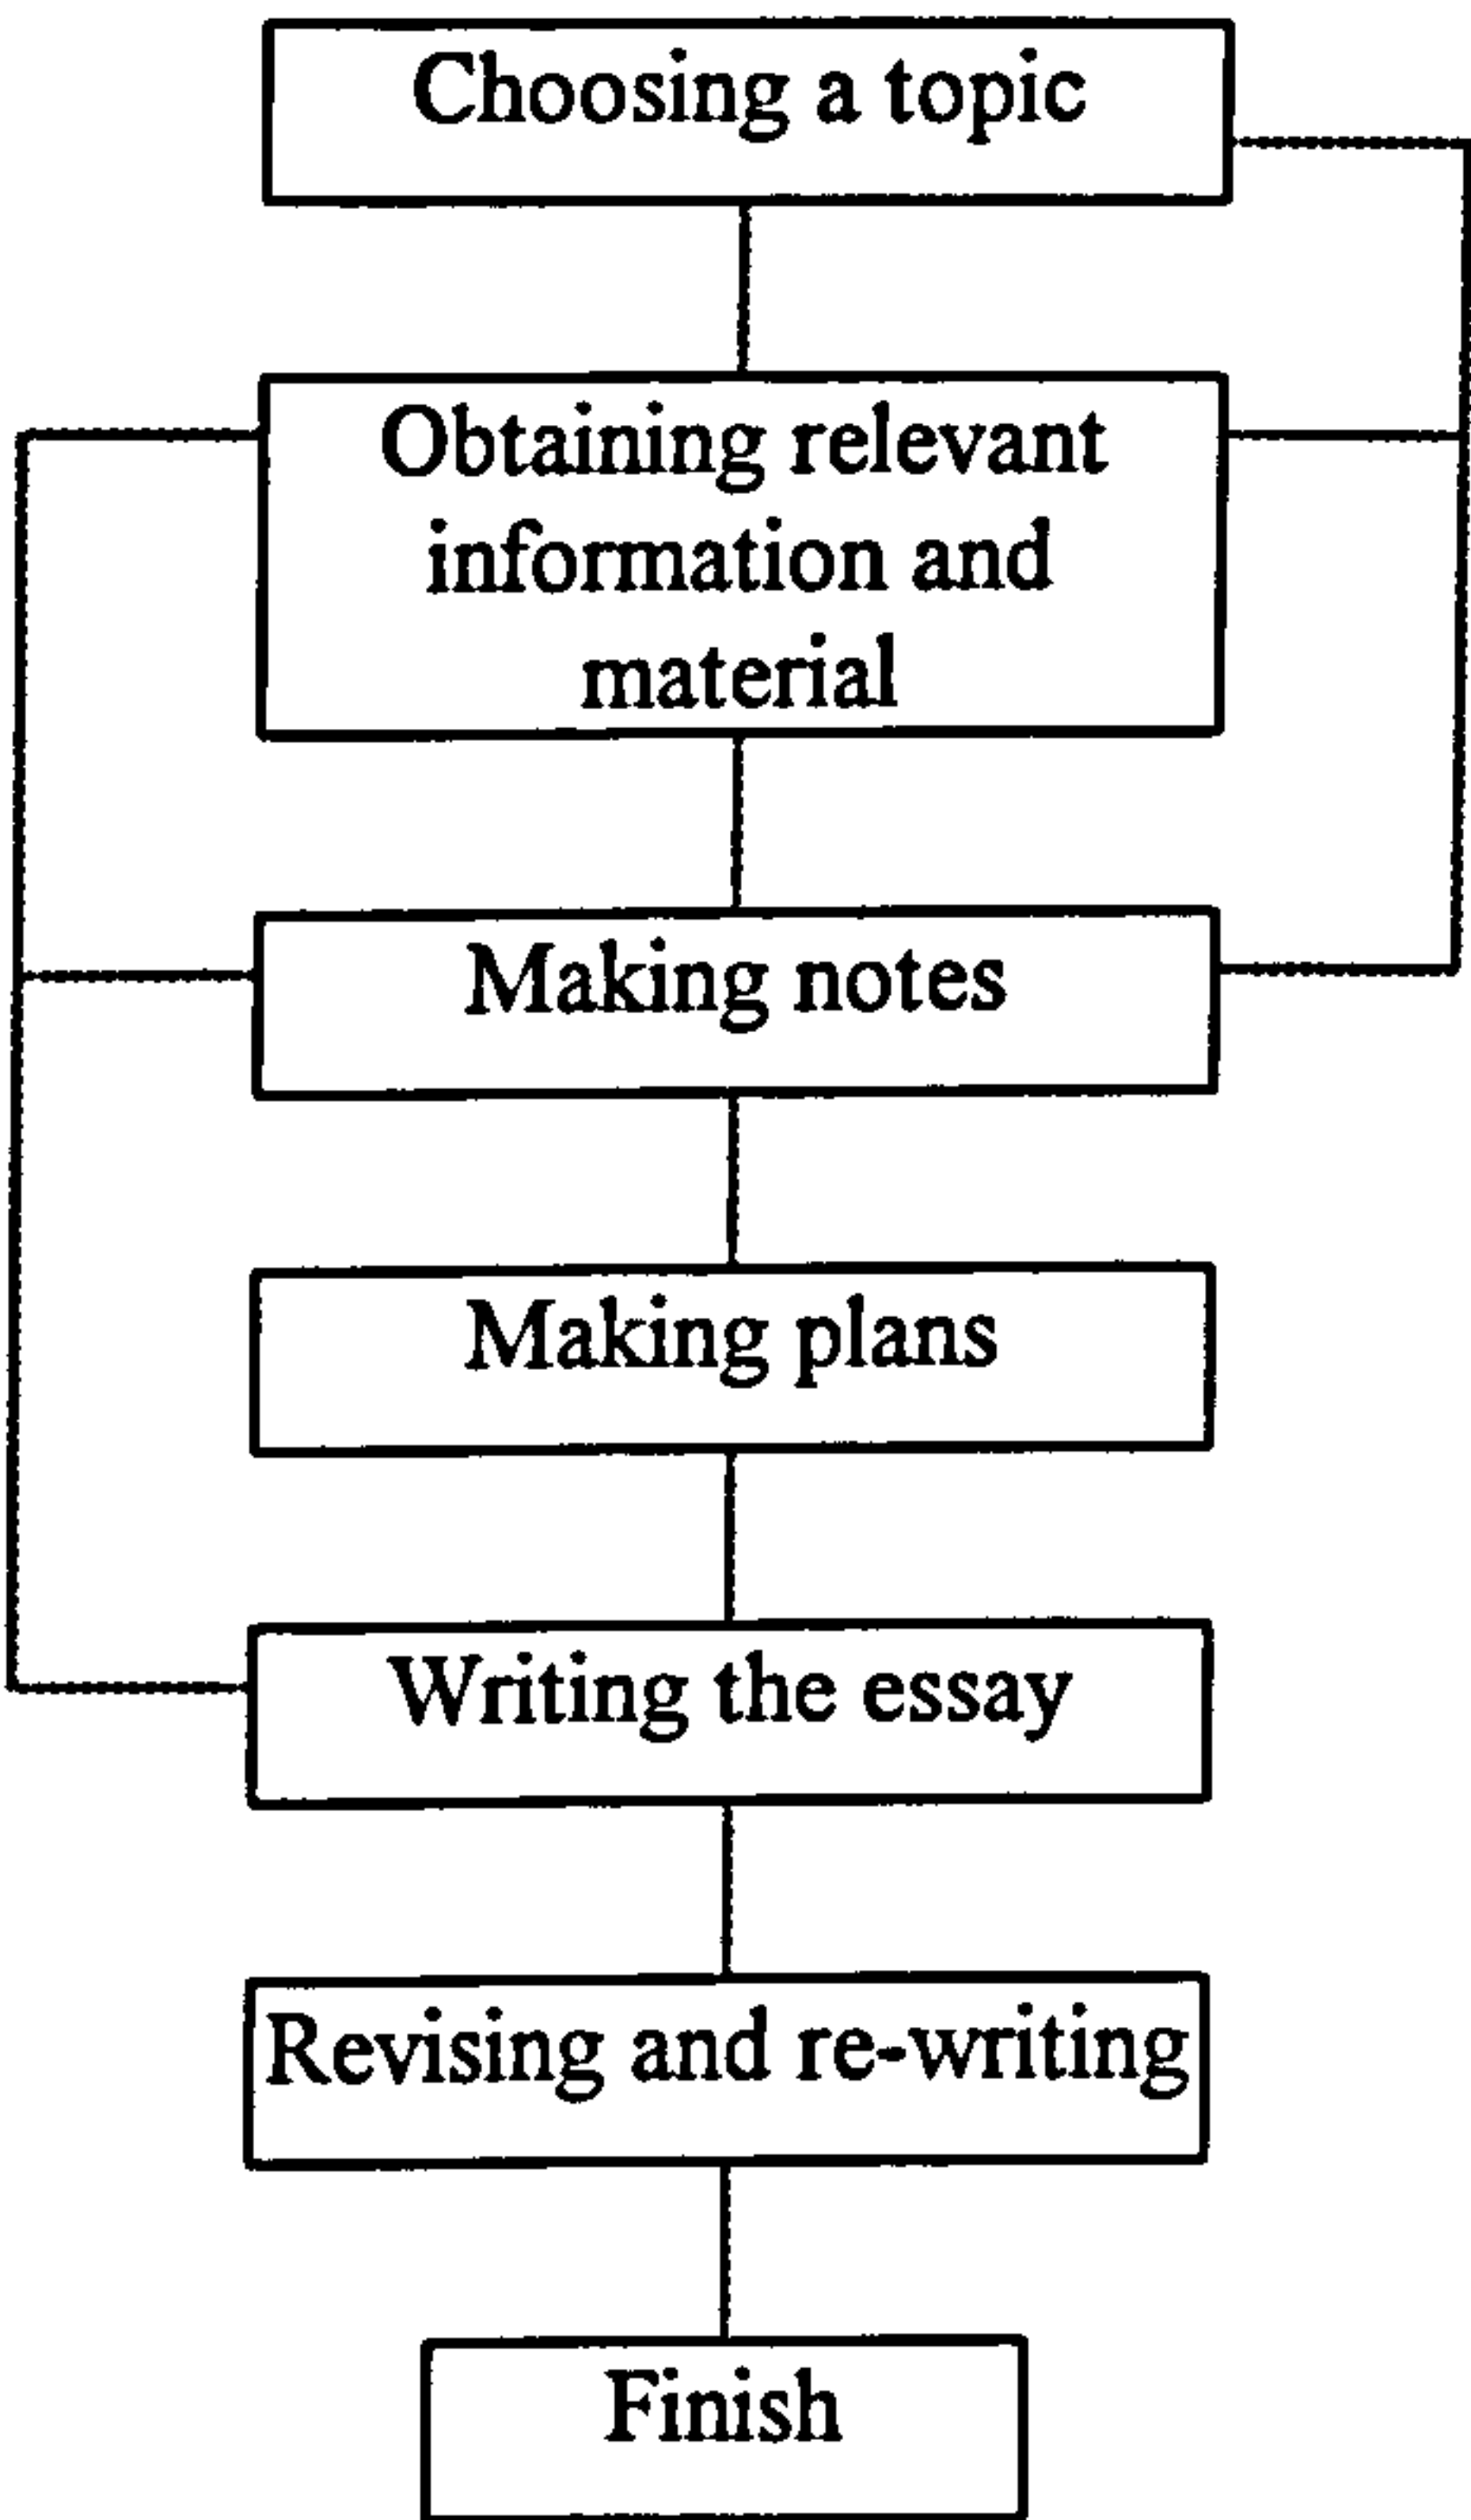 Choosing a topic
Obtaining relevant
information and
material
Making notes
Making plans
Writing the essay
Revising and re-writing
Finish